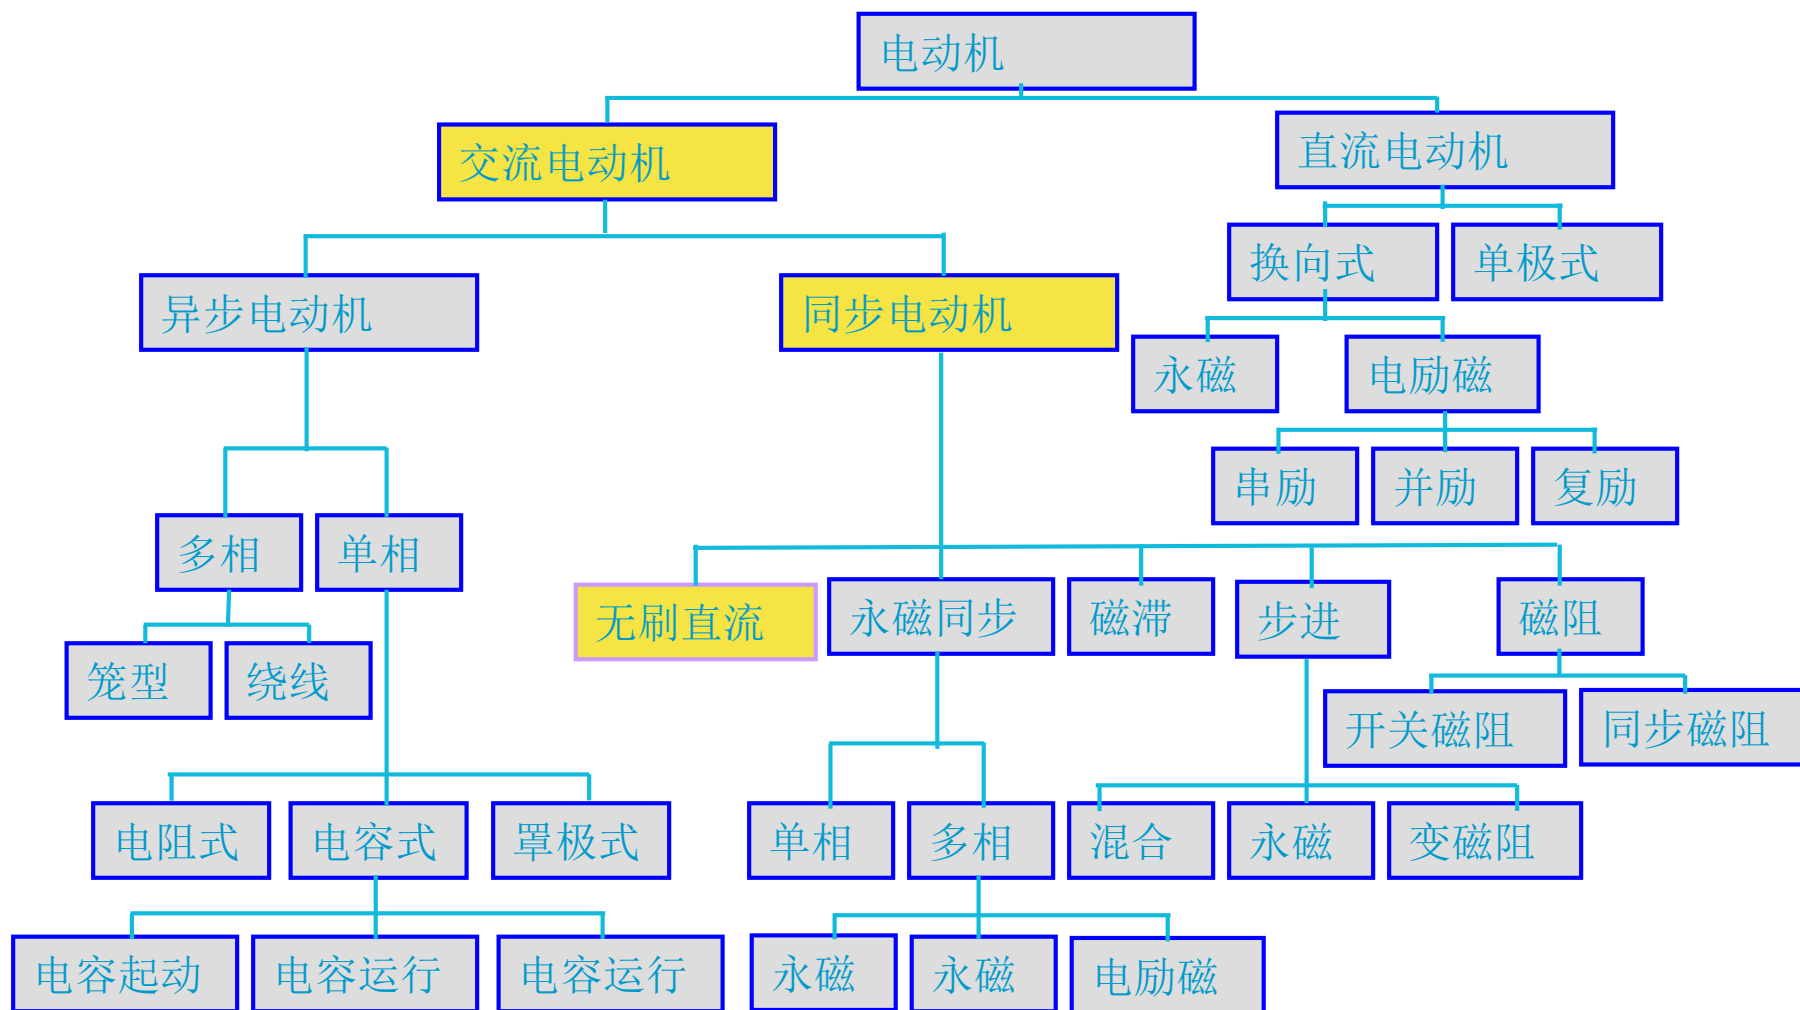 电动机
交流电动机
直流电动机
换向式
单极式
异步电动机
同步电动机
永磁
电励磁
串励
并励
复励
多相
单相
无刷直流
永磁同步
磁滞
步进
磁阻
笼型
绕线
开关磁阻
同步磁阻
电阻式
电容式
罩极式
单相
多相
混合
永磁
变磁阻
电容起动
电容运行
电容运行
永磁
永磁
电励磁